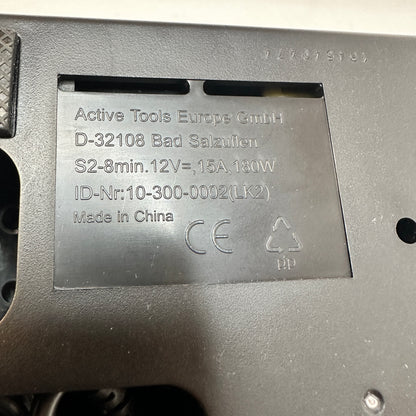 Active Tools Europe GmbH
D-32108 Bad Salzuflen
S2-8min.12V=,15A,180W
ID-Nr:10-300-0002(LK2)
Made in China
CE
PP